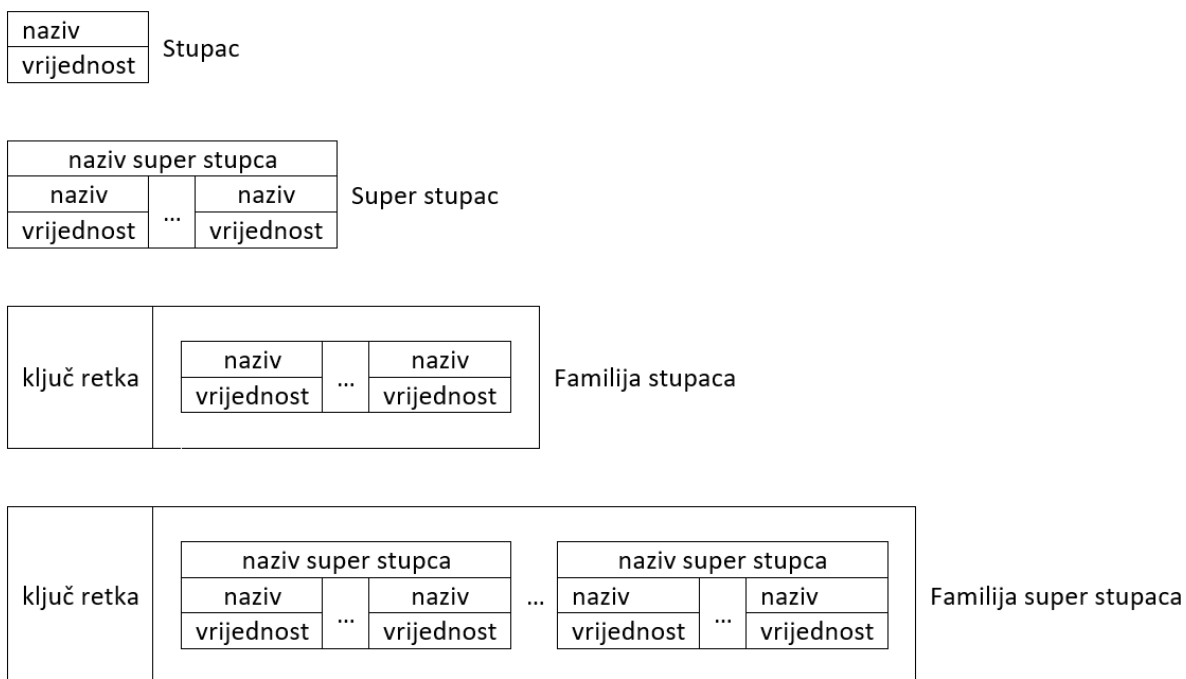 naziv
vrijednost
Stupac
naziv super stupca
naziv ... naziv
vrijednost vrijednost
Super stupac
ključ retka
naziv ... naziv
vrijednost vrijednost
Familija stupaca
ključ retka
naziv super stupca ... naziv super stupca
naziv ... naziv naziv ... naziv
vrijednost vrijednost vrijednost vrijednost
Familija super stupaca